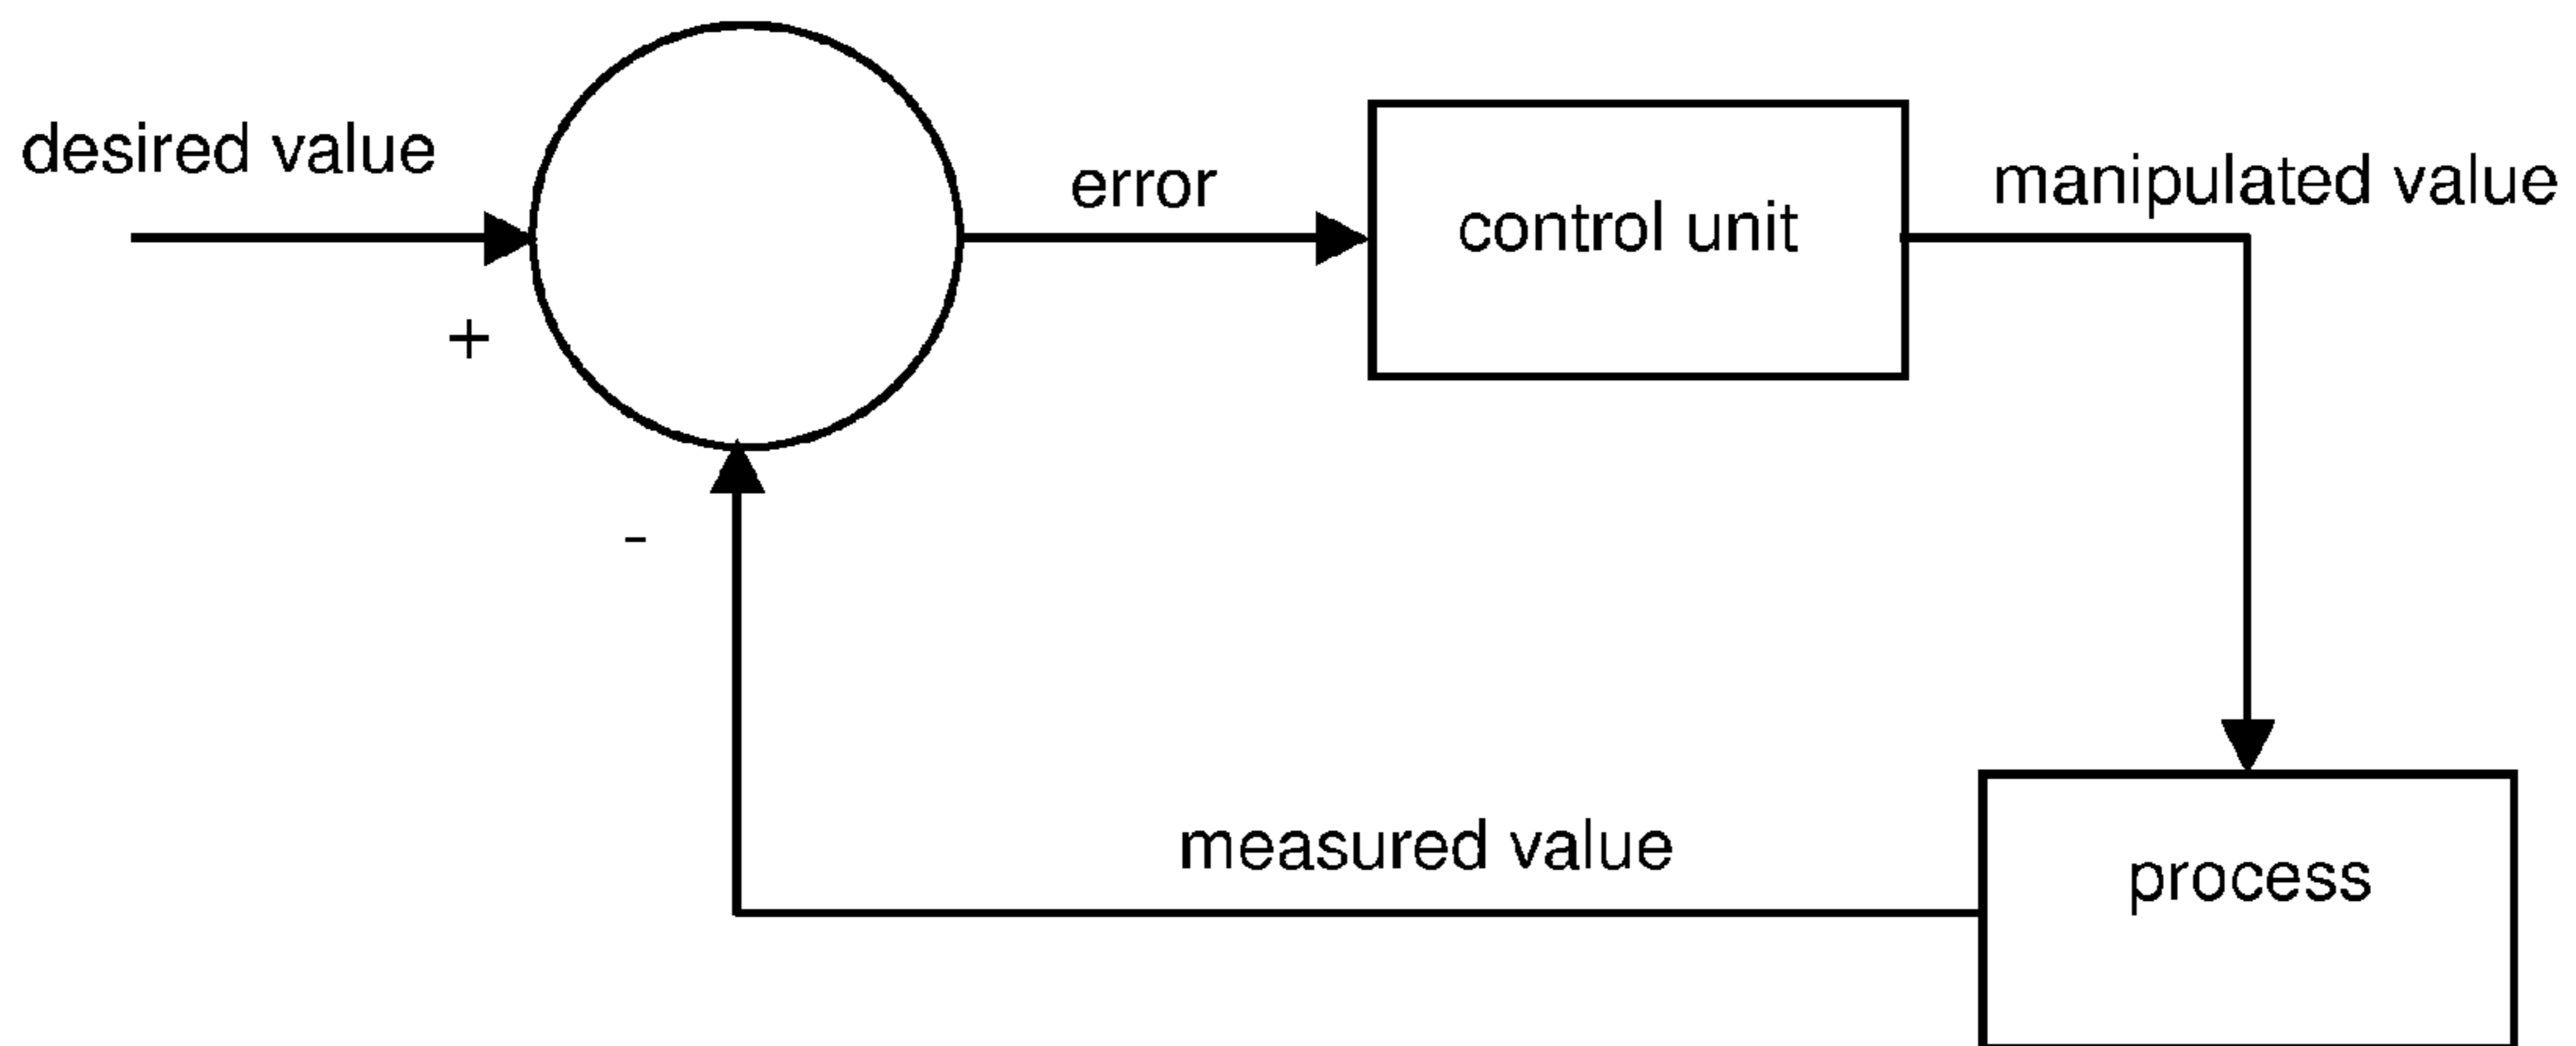 desired value
error
control unit
manipulated value
+
-
measured value
process